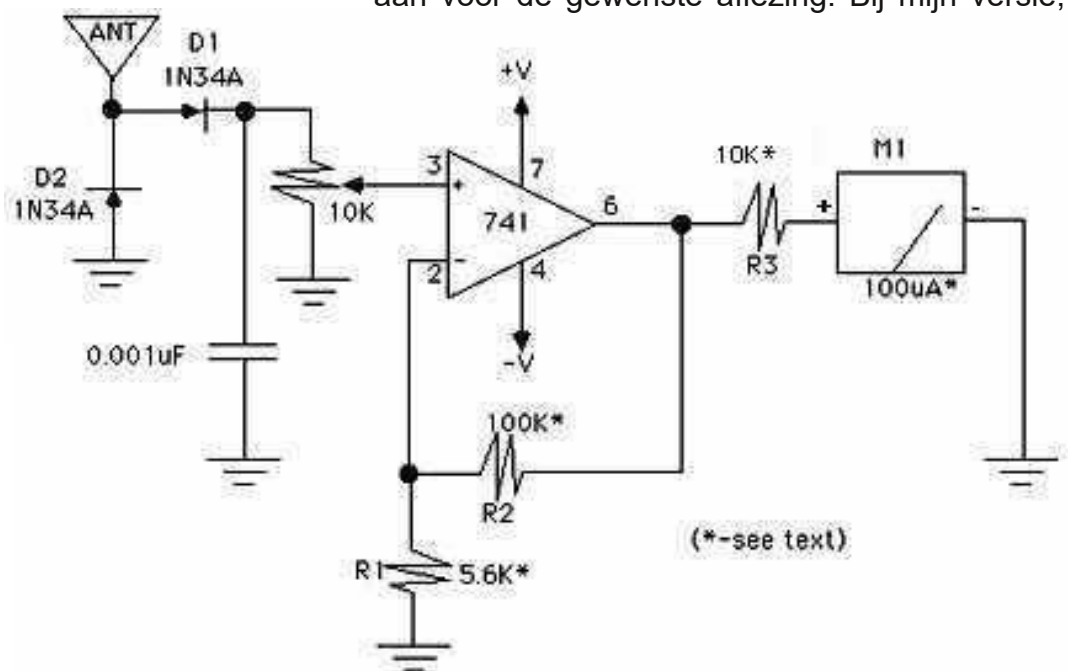 aan voor de gewenste aflezing. Bij mijn versie,
ANT
D1
1N34A
+V
D2
1N34A
10K
3
+
7
741
6
-
2
4
-V
10K*
R3
M1
+
-
100uA*
0.001uF
100K*
R2
R1
5.6K*
(*-see text)